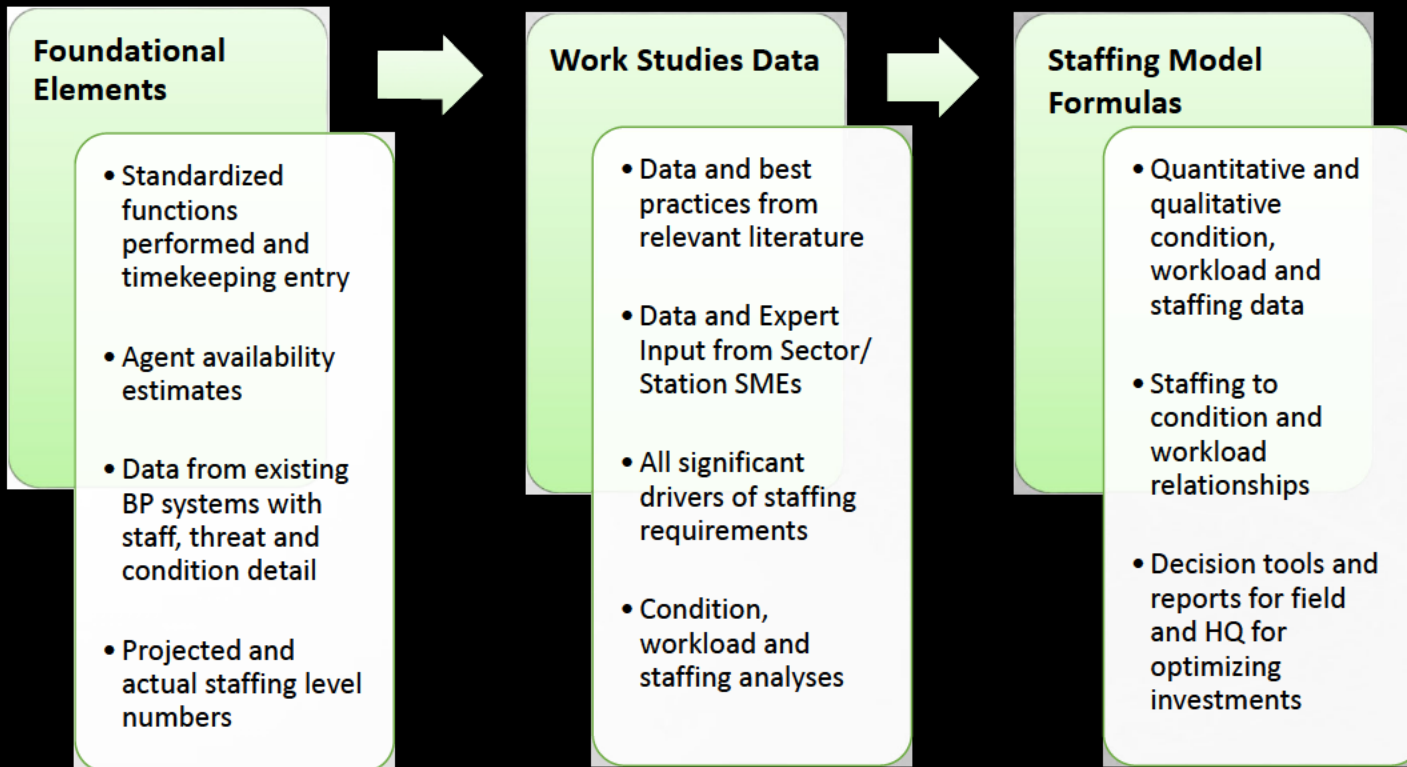 Foundational
Elements
• Standardized
functions
performed and
timekeeping entry
• Agent availability
estimates
• Data from existing
BP systems with
staff, threat and
condition detail
• Projected and
actual staffing level
numbers
Work Studies Data
• Data and best
practices from
relevant literature
• Data and Expert
Input from Sector/
Station SMEs
• All significant
drivers of staffing
requirements
• Condition,
workload and
staffing analyses
Staffing Model
Formulas
• Quantitative and
qualitative
condition,
workload and
staffing data
• Staffing to
condition and
workload
relationships
• Decision tools and
reports for field
and HQ for
optimizing
investments